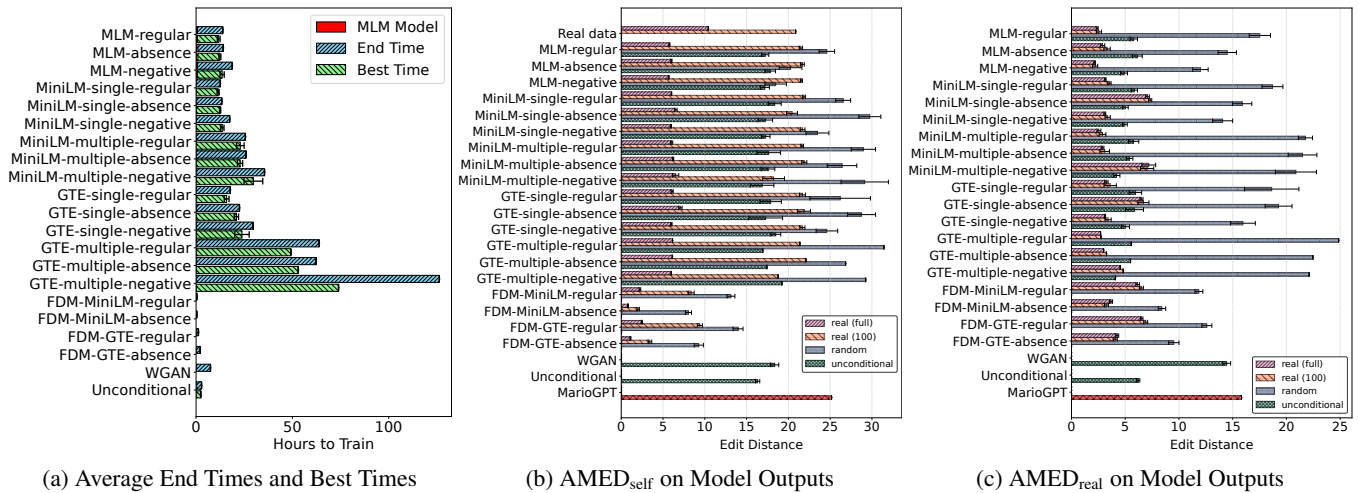 MLM Model
End Time
Best Time
MLM-regular
MLM-absence
MLM-negative
MiniLM-single-regular
MiniLM-single-absence
MiniLM-single-negative
MiniLM-multiple-regular
MiniLM-multiple-absence
MiniLM-multiple-negative
GTE-single-regular
GTE-single-absence
GTE-single-negative
GTE-multiple-regular
GTE-multiple-absence
GTE-multiple-negative
FDM-MiniLM-regular
FDM-MiniLM-absence
FDM-GTE-regular
FDM-GTE-absence
WGAN
Unconditional
0 50 100
Hours to Train
(a) Average End Times and Best Times
Real data
MLM-regular
MLM-absence
MLM-negative
MiniLM-single-regular
MiniLM-single-absence
MiniLM-single-negative
MiniLM-multiple-regular
MiniLM-multiple-absence
MiniLM-multiple-negative
GTE-single-regular
GTE-single-absence
GTE-single-negative
GTE-multiple-regular
GTE-multiple-absence
GTE-multiple-negative
FDM-MiniLM-regular
FDM-MiniLM-absence
FDM-GTE-regular
FDM-GTE-absence
WGAN
Unconditional
MarioGPT
real (full)
real (100)
random
unconditional
0 5 10 15 20 25 30
Edit Distance
(b) AMEDself on Model Outputs
MLM-regular
MLM-absence
MLM-negative
MiniLM-single-regular
MiniLM-single-absence
MiniLM-single-negative
MiniLM-multiple-regular
MiniLM-multiple-absence
MiniLM-multiple-negative
GTE-single-regular
GTE-single-absence
GTE-single-negative
GTE-multiple-regular
GTE-multiple-absence
GTE-multiple-negative
FDM-MiniLM-regular
FDM-MiniLM-absence
FDM-GTE-regular
FDM-GTE-absence
WGAN
Unconditional
MarioGPT
real (full)
real (100)
random
unconditional
0 5 10 15 20 25
Edit Distance
(c) AMEDreal on Model Outputs